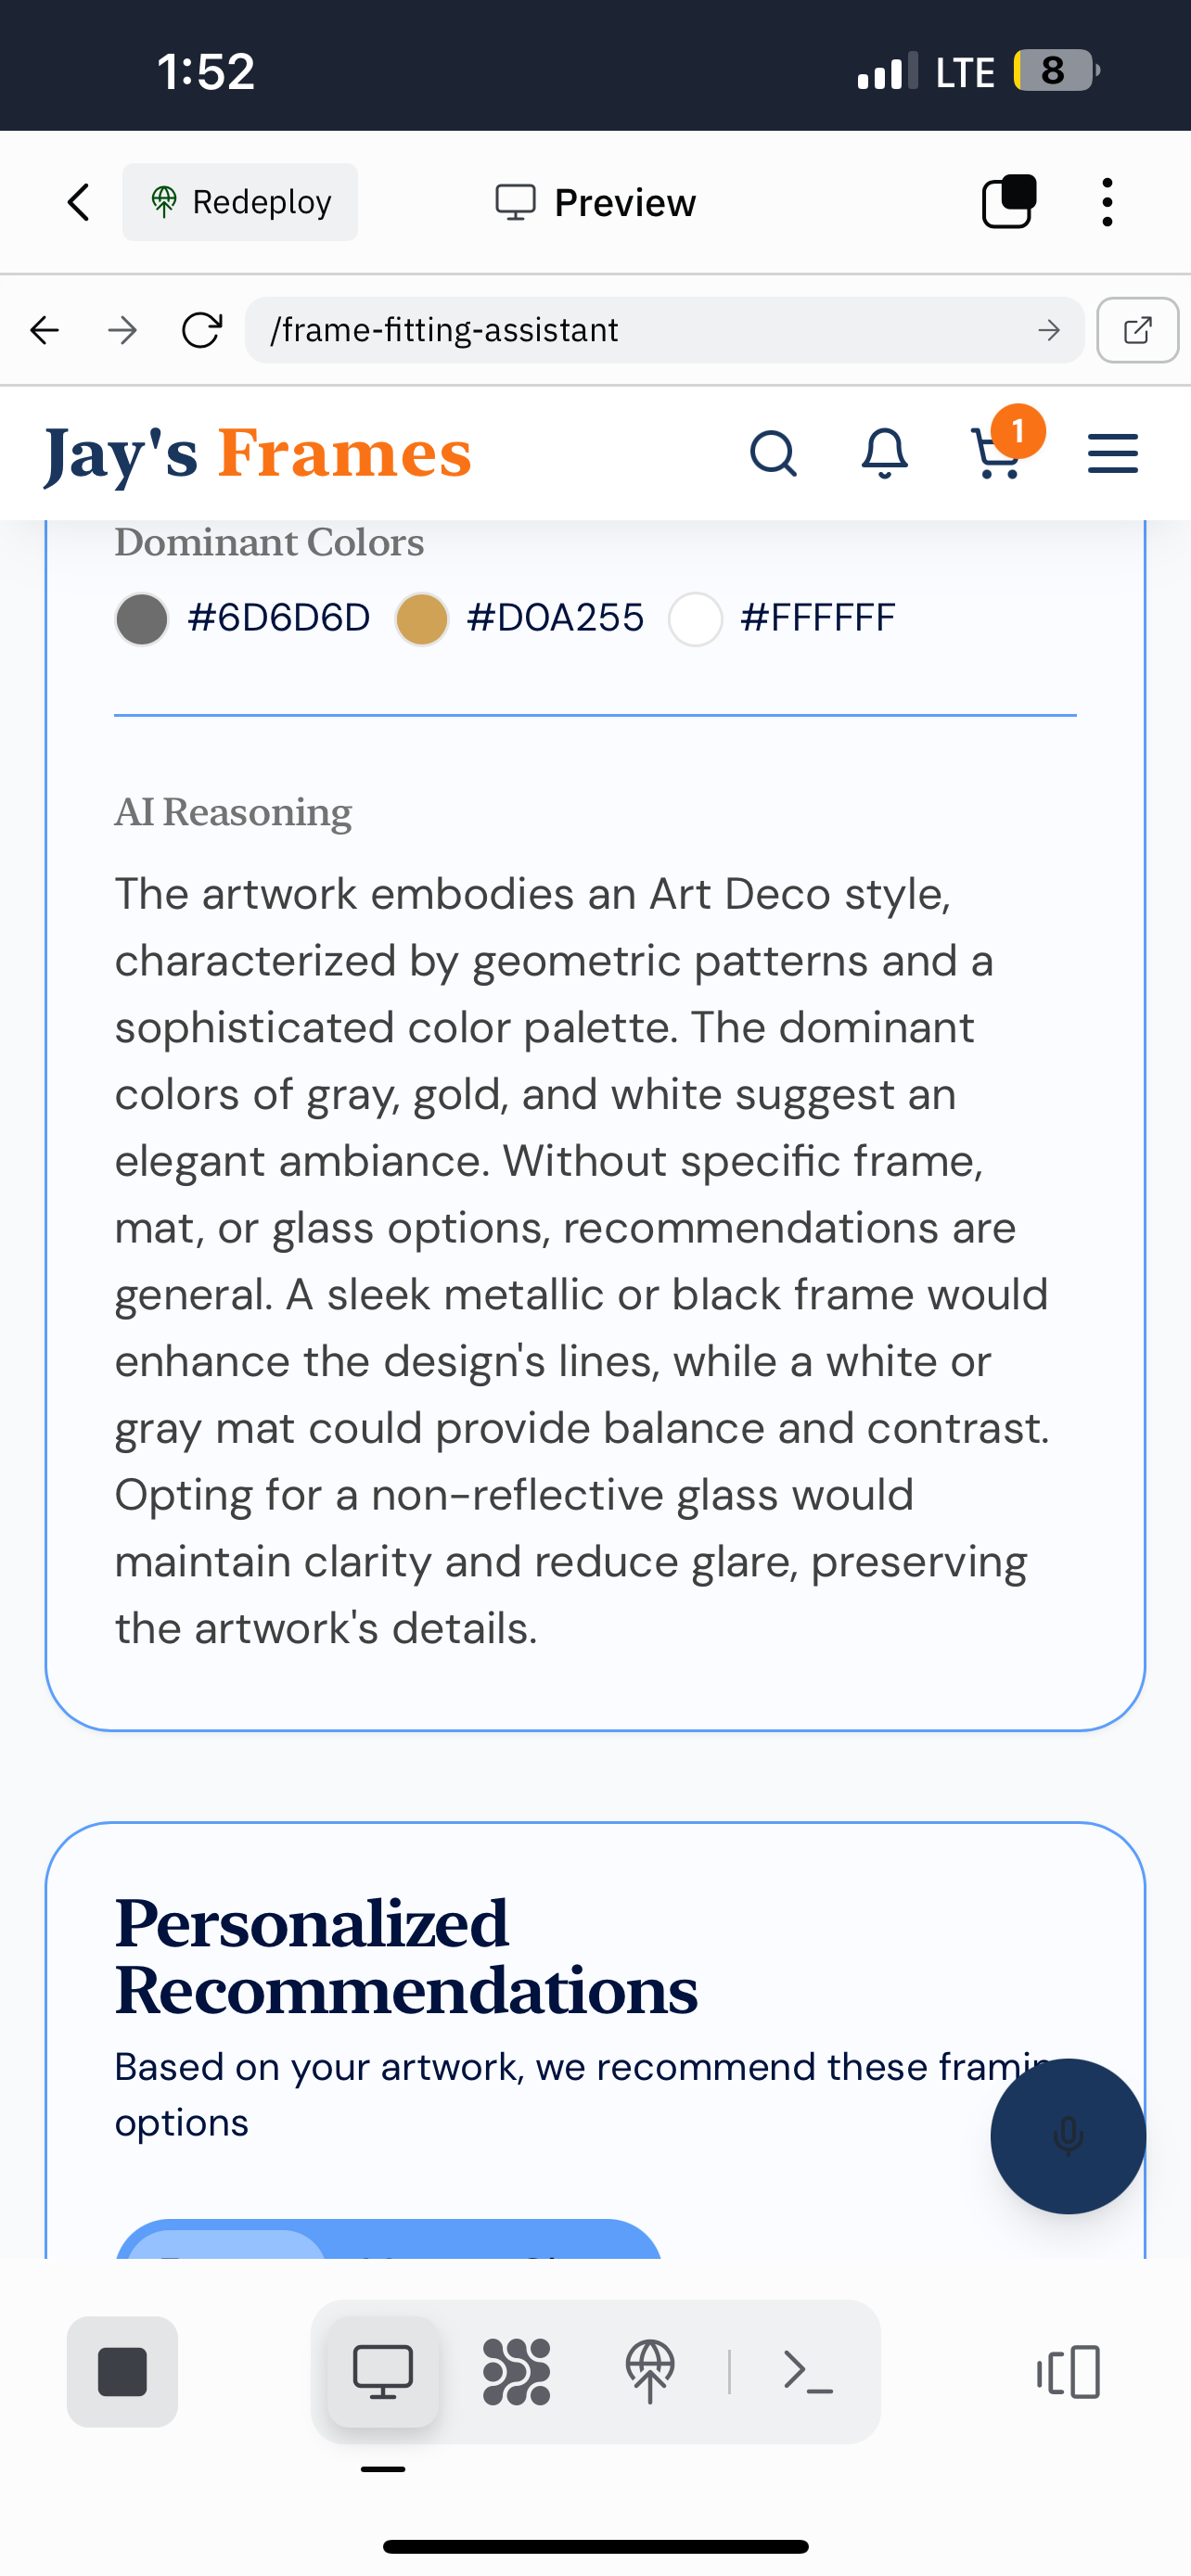 1:52
LTE
8
Redeploy
Preview
/frame-fitting-assistant
Jay's Frames
1
Dominant Colors
#6D6D6D
#D0A255
#FFFFFF
AI Reasoning
The artwork embodies an Art Deco style,
characterized by geometric patterns and a
sophisticated color palette. The dominant
colors of gray, gold, and white suggest an
elegant ambiance. Without specific frame,
mat, or glass options, recommendations are
general. A sleek metallic or black frame would
enhance the design's lines, while a white or
gray mat could provide balance and contrast.
Opting for a non-reflective glass would
maintain clarity and reduce glare, preserving
the artwork's details.
Personalized
Recommendations
Based on your artwork, we recommend these
options